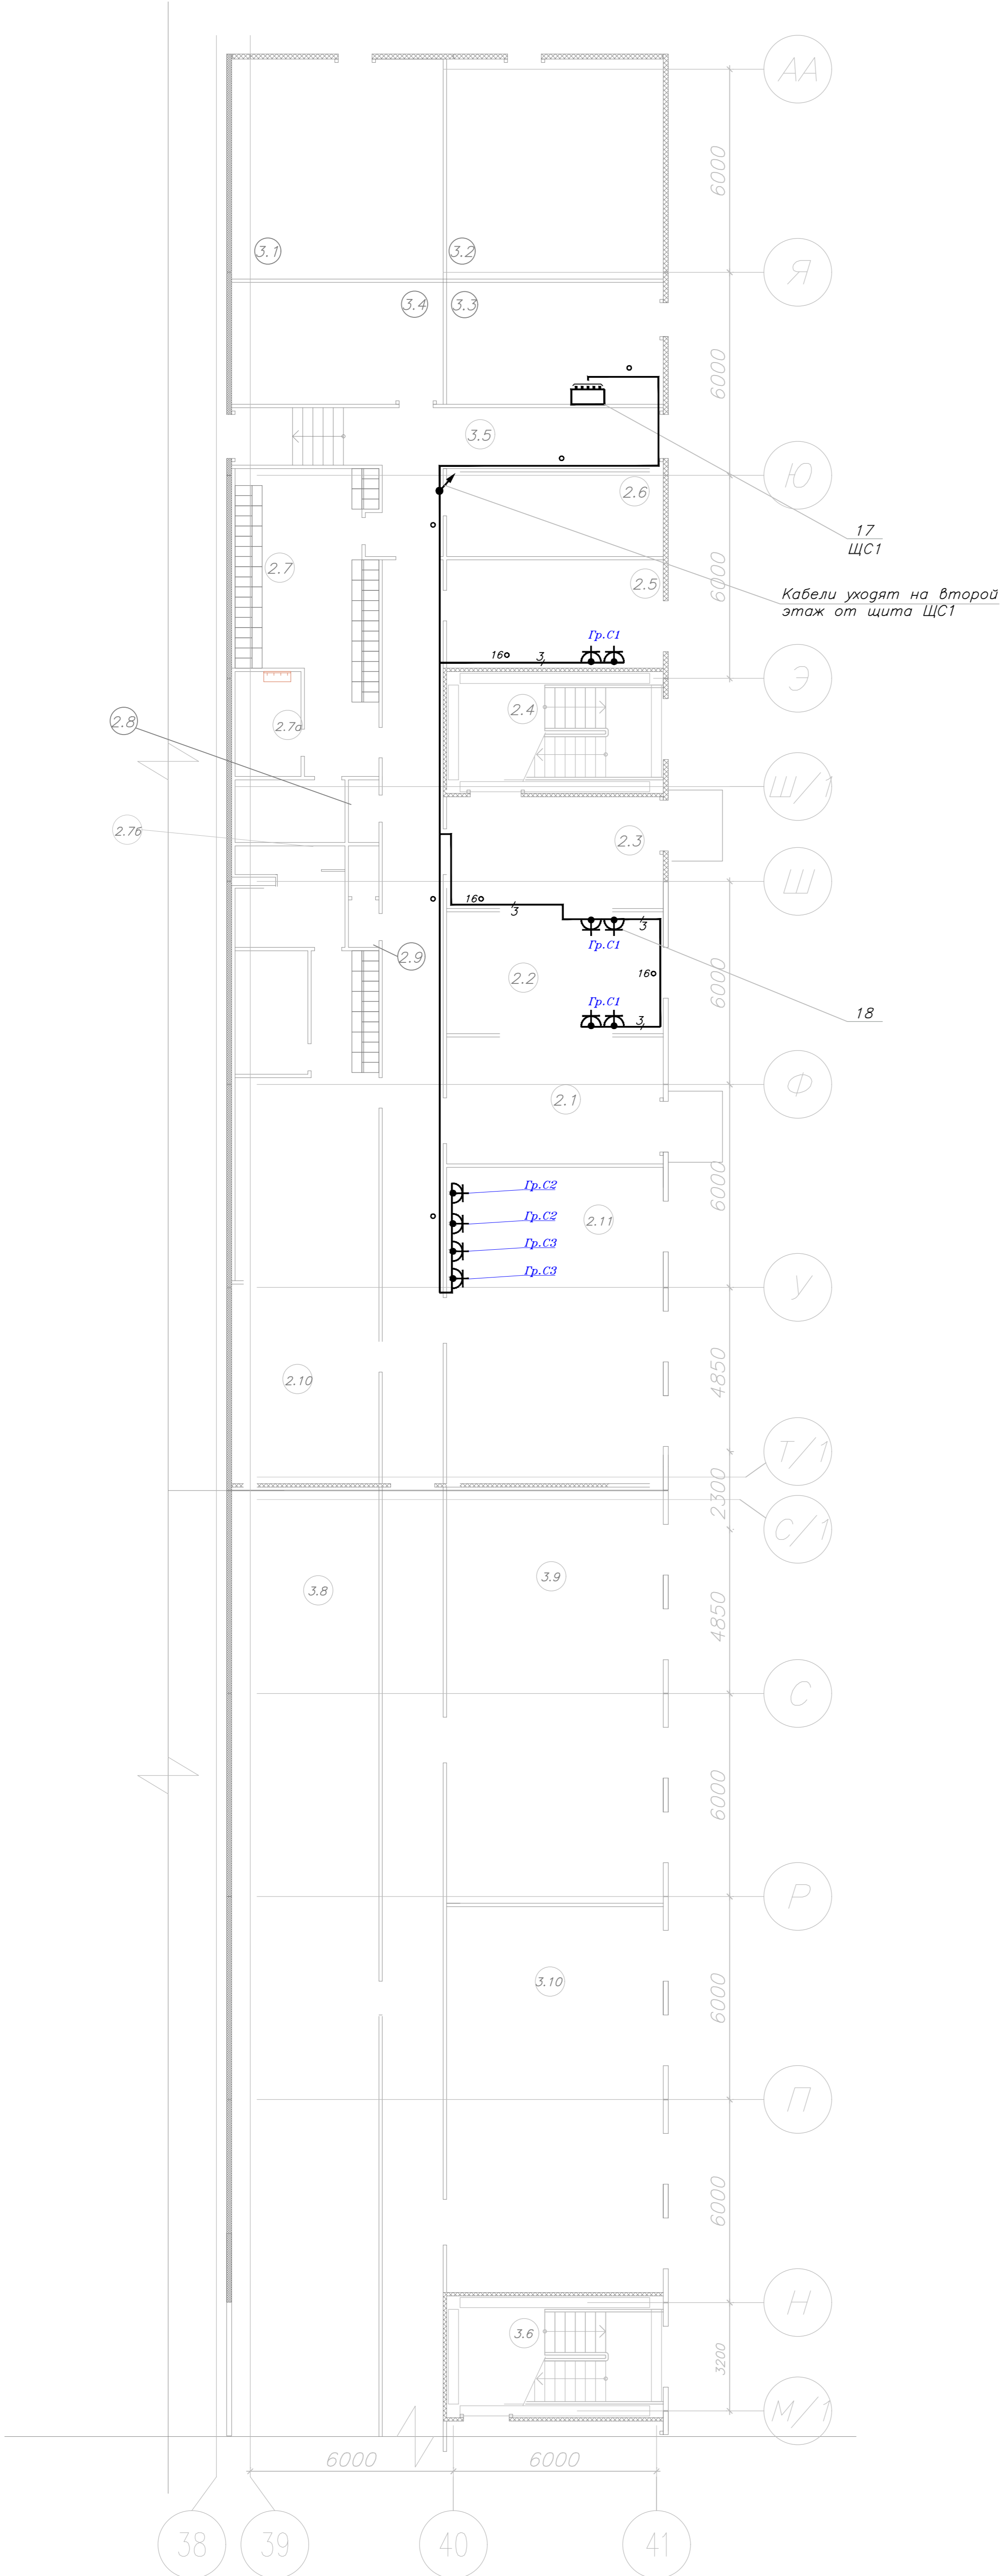 АА
6000
3.1
3.2
Я
3.4
3.3
6000
3.5
Ю
2.6
17
ЩС1
2.7
2.5
6000
Кабели уходят на второй
этаж от щита ЩС1
Гр.С1
16
3
Э
2.4
2.8
2.7а
Ш/1
2.7б
2.3
Ш
16
3
3
Гр.С1
2.9
2.2
16
6000
Гр.С1
3
18
Ф
2.1
6000
Гр.С2
Гр.С2
2.11
Гр.С3
Гр.С3
У
2.10
4850
Т/1
2300
С/1
3.8
3.9
4850
С
6000
Р
3.10
6000
П
6000
Н
3.6
3200
М/1
6000
6000
38
39
40
41